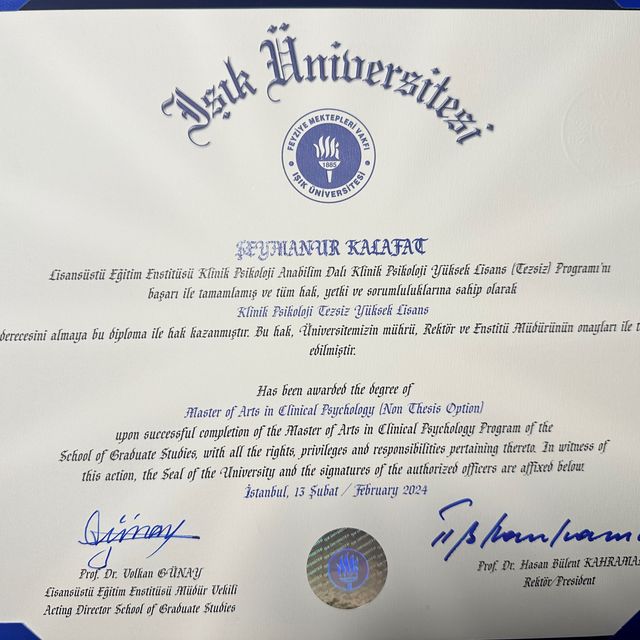 Işık Üniversitesi
FEYZİYE MEKTEPLERİ VAKFI
1885
IŞIK ÜNİVERSİTESİ
ŞEYMANUR KALAFAT
Lisansüstü Eğitim Enstitüsü Klinik Psikoloji Anabilim Dalı Klinik Psikoloji Yüksek Lisans (Tezsiz) Programı'nı
başarı ile tamamlamış ve tüm hak, yetki ve sorumluluklarına sahip olarak
Klinik Psikoloji Tezsiz Yüksek Lisans
derecesini almaya bu diploma ile hak kazanmıştır. Bu hak, Üniversitemizin mührü, Rektör ve Enstitü Müdürünün onayları ile
edilmiştir.
Has been awarded the degree of
Master of Arts in Clinical Psychology (Non Thesis Option)
upon successful completion of the Master of Arts in Clinical Psychology Program of the
School of Graduate Studies, with all the rights, privileges and responsibilities pertaining thereto. In witness of
this action, the Seal of the University and the signatures of the authorized officers are affixed below.
İstanbul, 13 Şubat / February 2024
Prof. Dr. Volkan GÜNAY
Lisansüstü Eğitim Enstitüsü Müdür Vekili
Acting Director School of Graduate Studies
Prof. Dr. Hasan Bülent KAHRAMA
Rektör/President